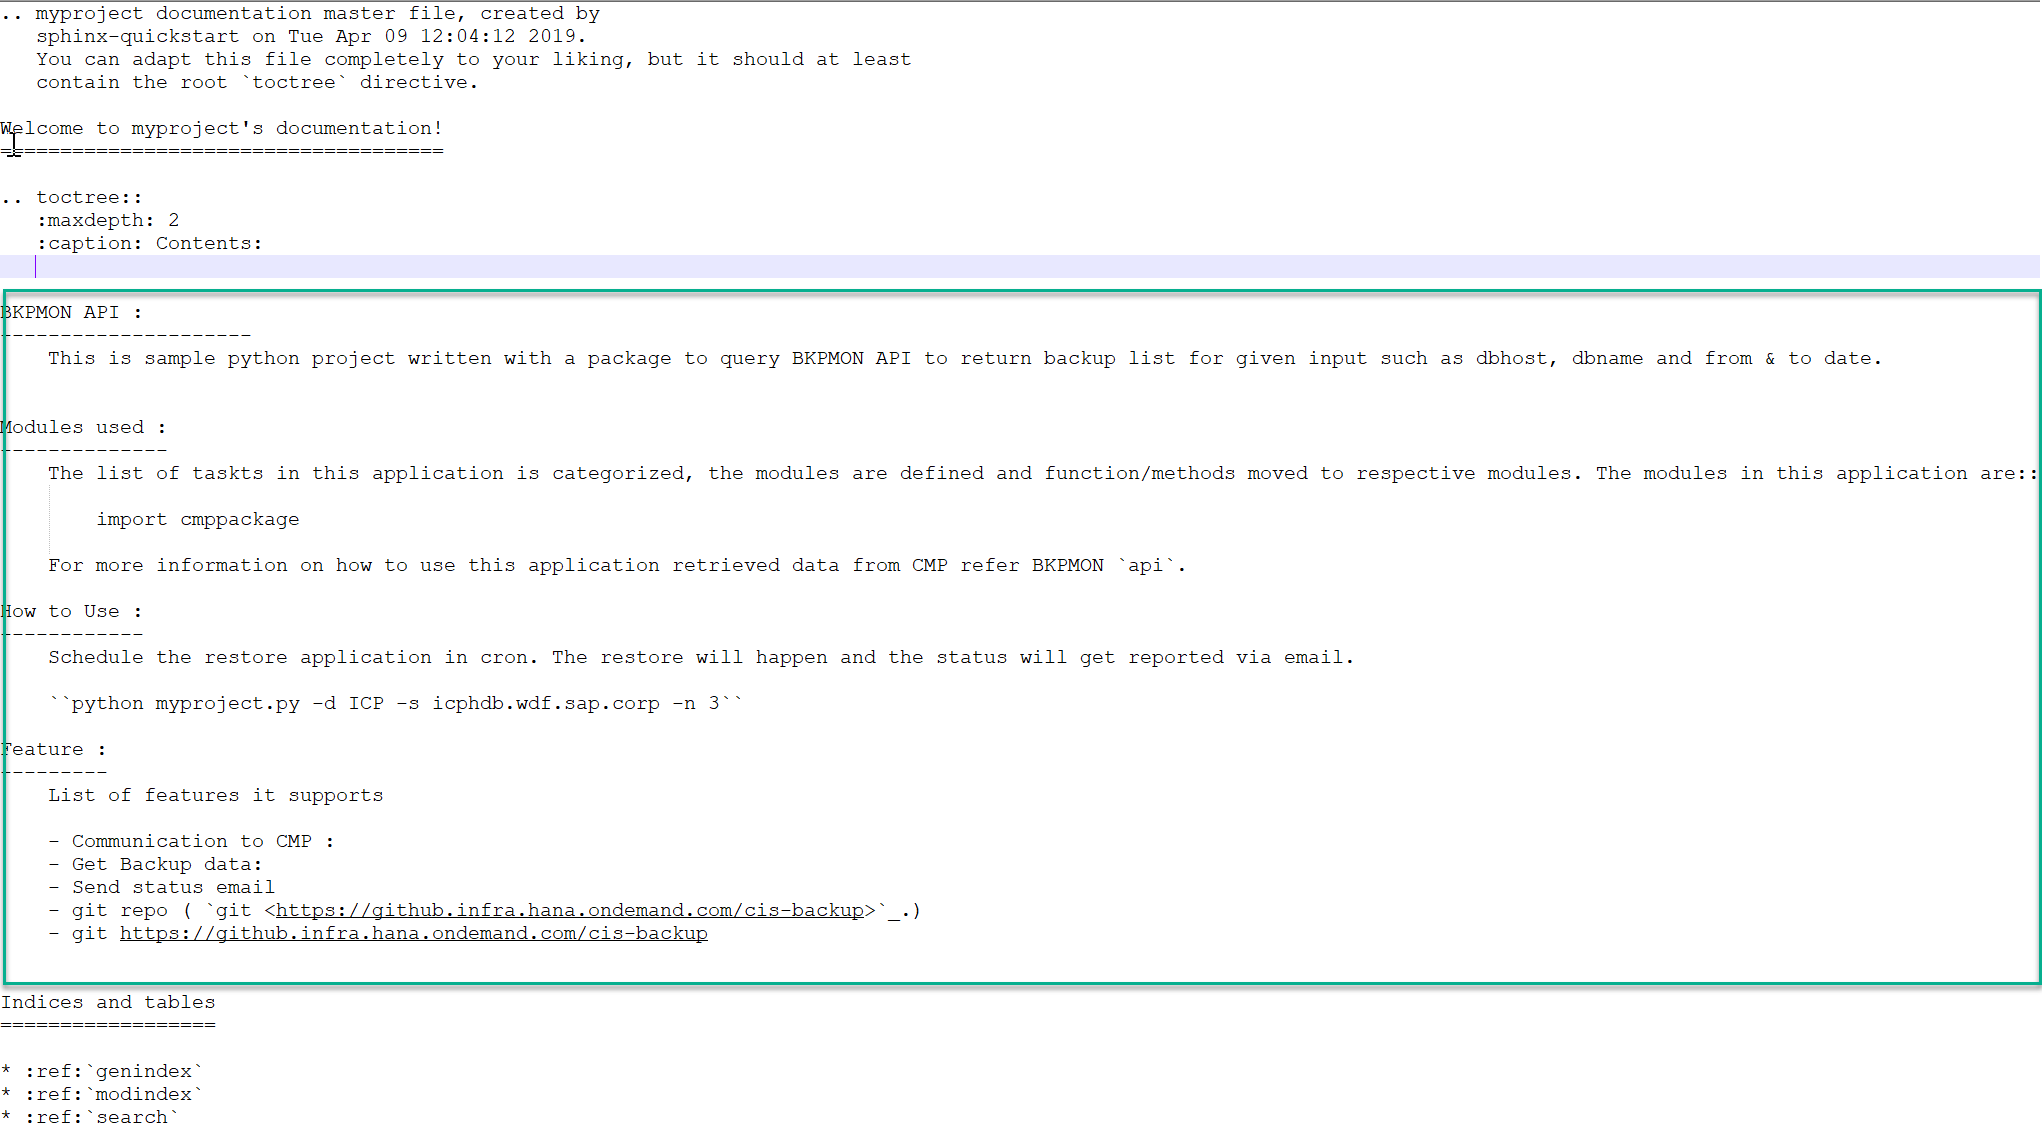 .. myproject documentation master file, created by
   sphinx-quickstart on Tue Apr 09 12:04:12 2019.
   You can adapt this file completely to your liking, but it should at least
   contain the root `toctree` directive.

Welcome to myproject's documentation!
=====================================

.. toctree::
   :maxdepth: 2
   :caption: Contents:

BKPMON API :
---------------------
    This is sample python project written with a package to query BKPMON API to return backup list for given input such as dbhost, dbname and from & to date.

Modules used :
--------------
    The list of taskts in this application is categorized, the modules are defined and function/methods moved to respective modules. The modules in this application are::

        import cmppackage

    For more information on how to use this application retrieved data from CMP refer BKPMON `api`.

How to Use :
------------
    Schedule the restore application in cron. The restore will happen and the status will get reported via email.

    ``python myproject.py -d ICP -s icphdb.wdf.sap.corp -n 3``

Feature :
---------
    List of features it supports

    - Communication to CMP :
    - Get Backup data:
    - Send status email
    - git repo ( `git <https://github.infra.hana.ondemand.com/cis-backup>`_.)
    - git https://github.infra.hana.ondemand.com/cis-backup

Indices and tables
==================

* :ref:`genindex`
* :ref:`modindex`
* :ref:`search`